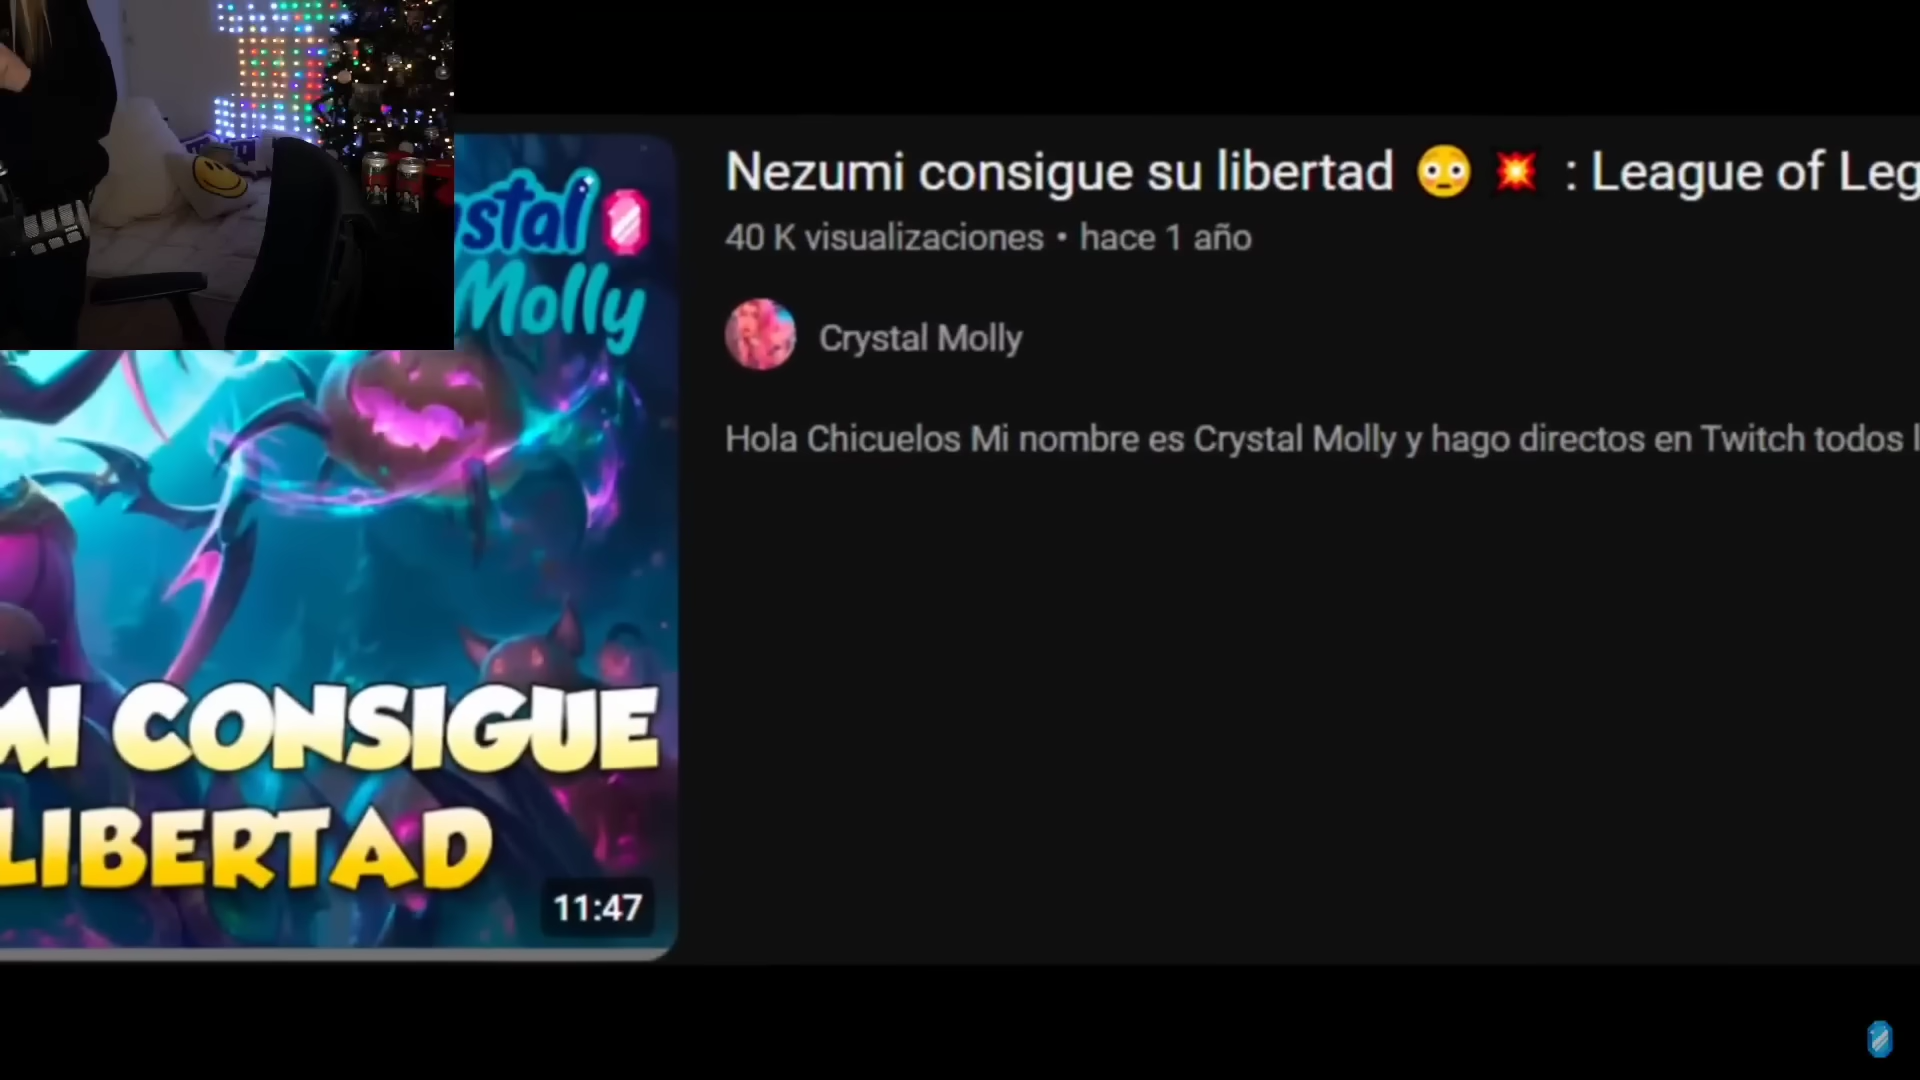 stal
Molly
MI CONSIGUE
LIBERTAD
11:47
Nezumi consigue su libertad 😳 💥 : League of Leg
40 K visualizaciones • hace 1 año
Crystal Molly
Hola Chicuelos Mi nombre es Crystal Molly y hago directos en Twitch todos l